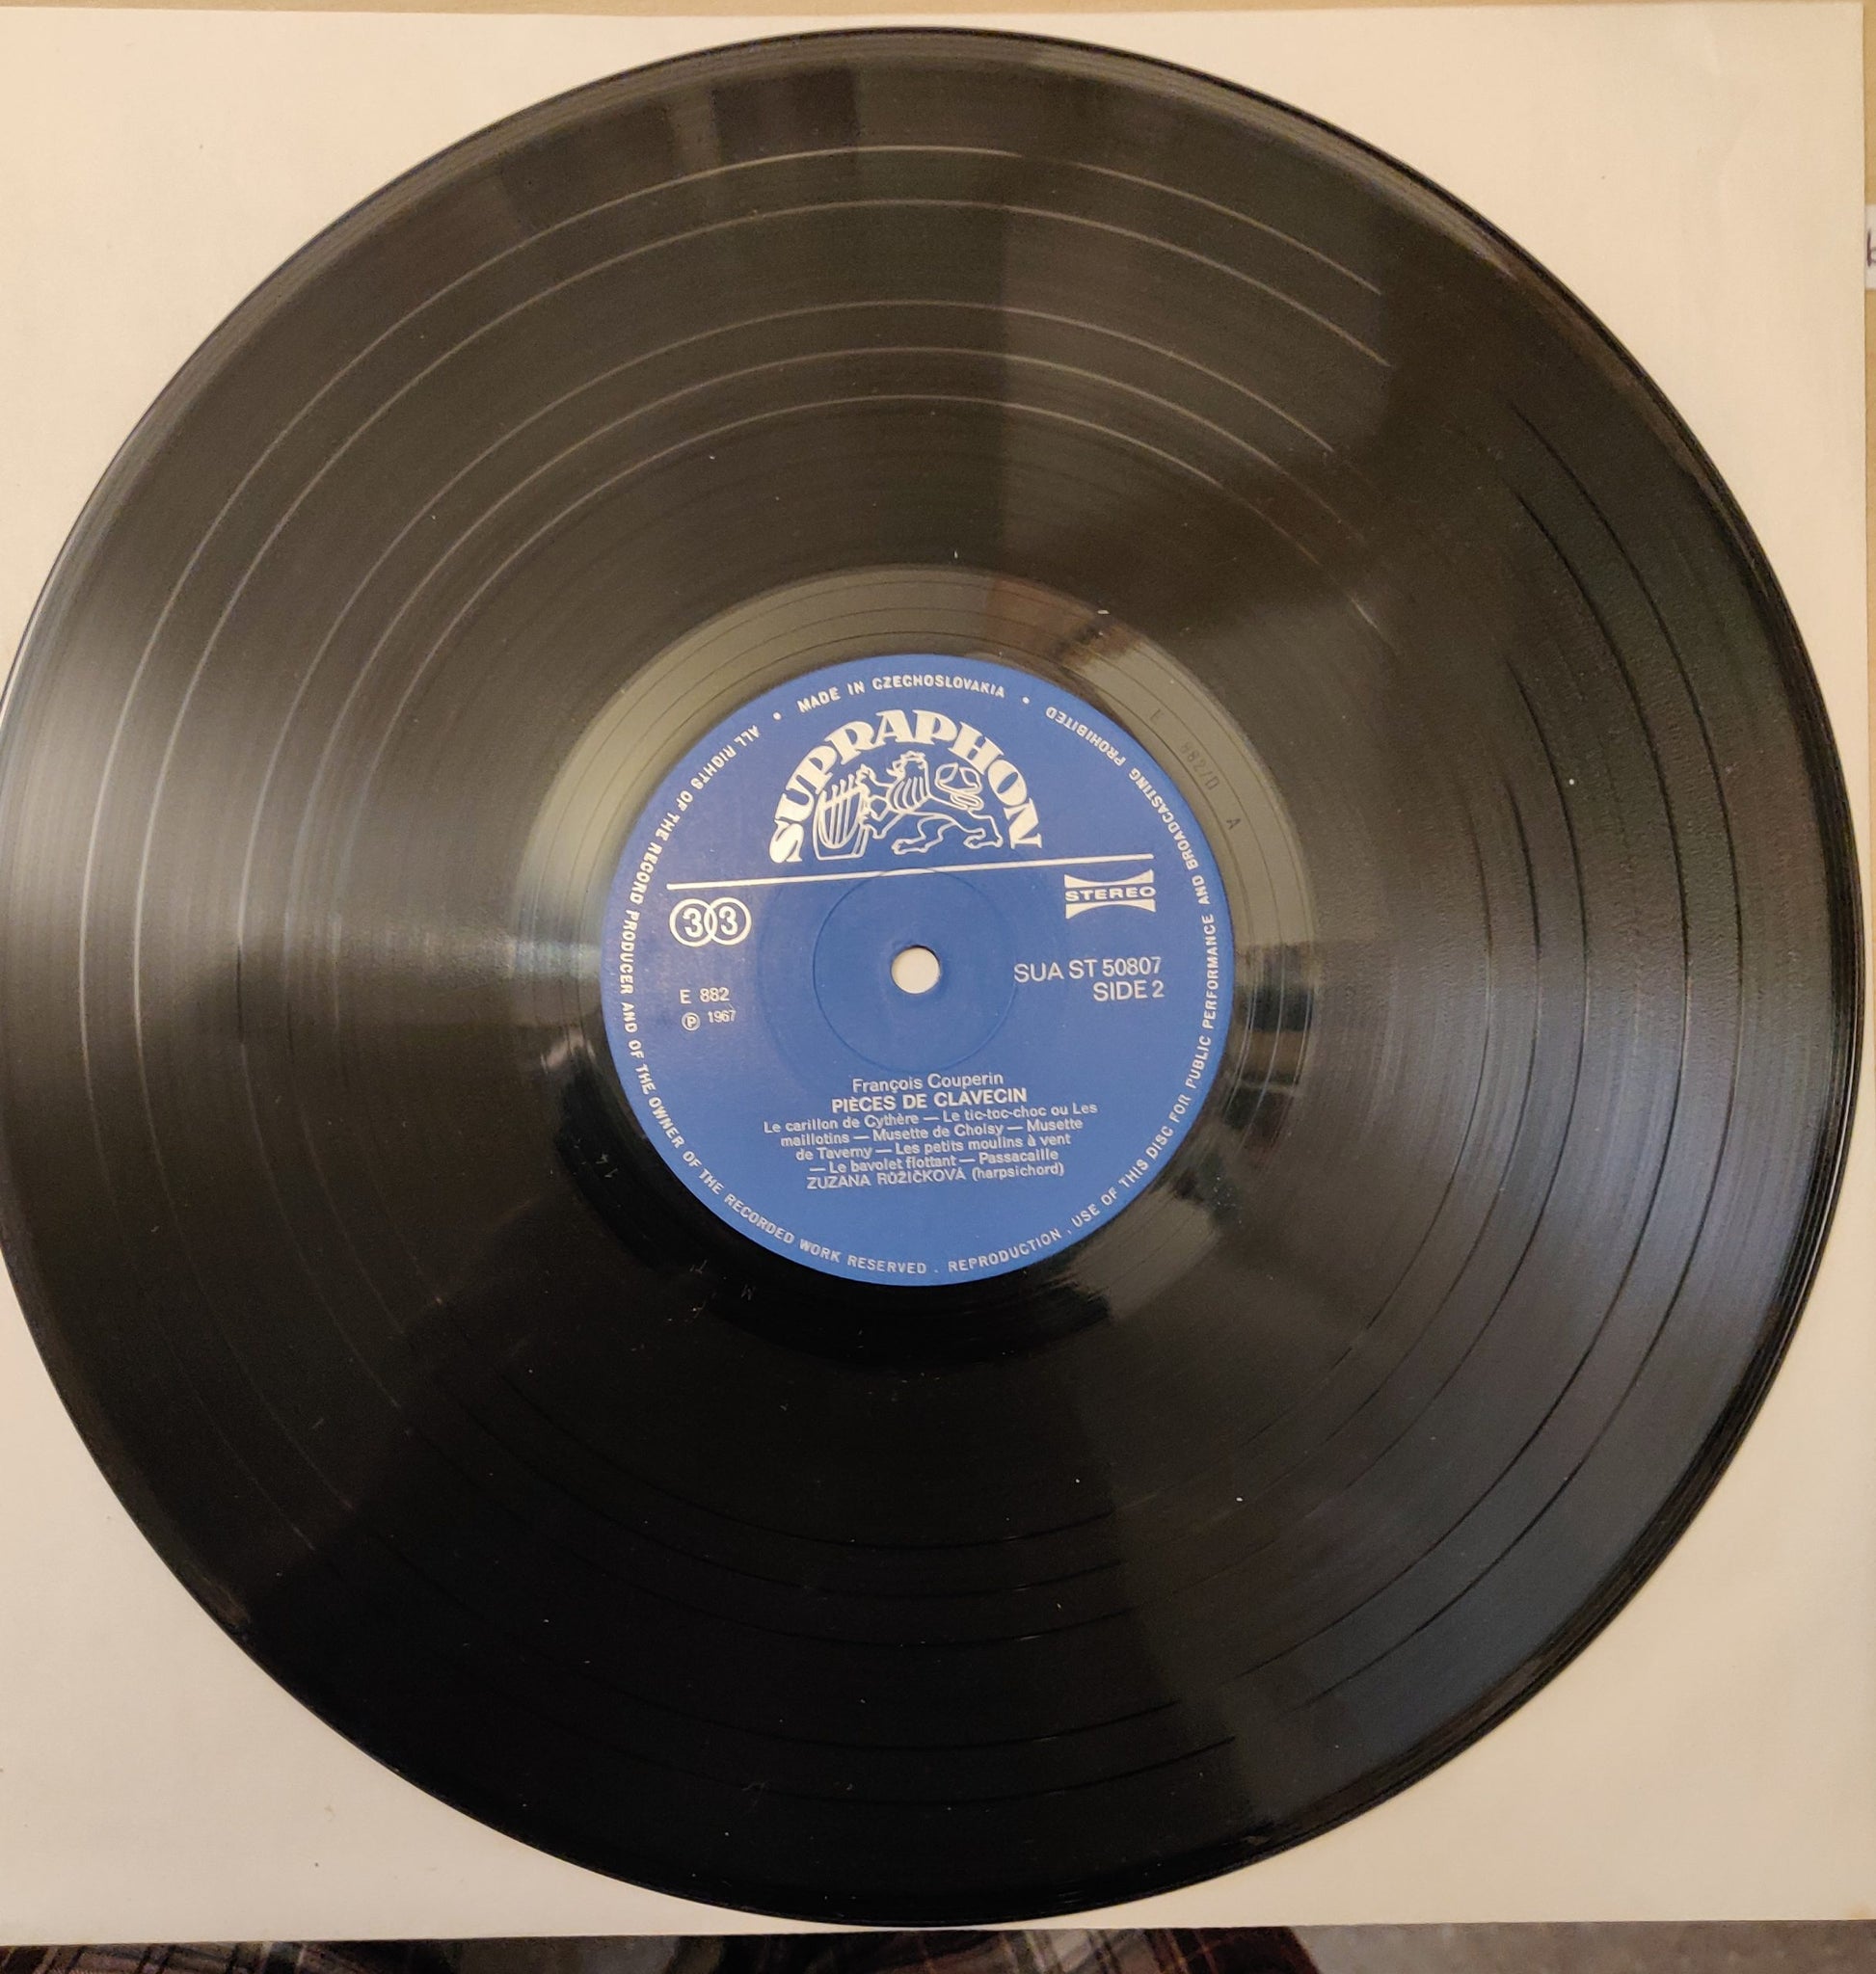 ALL RIGHTS OF THE RECORD PRODUCER AND OF THE OWNER OF THE RECORDED WORK RESERVED . REPRODUCTION . USE OF THIS DISC FOR PUBLIC PERFORMANCE AND BROADCASTING PROHIBITED • MADE IN CZECHOSLOVAKIA •
SUPRAPHON
33
STEREO
SUA ST 50807
SIDE 2
E 882
Ⓟ 1967
François Couperin
PIÈCES DE CLAVECIN
Le carillon de Cythère — Le tic-toc-choc ou Les
maillotins — Musette de Choisy — Musette
de Taverny — Les petits moulins à vent
— Le bavolet flottant — Passacaille
ZUZANA RŮŽIČKOVÁ (harpsichord)